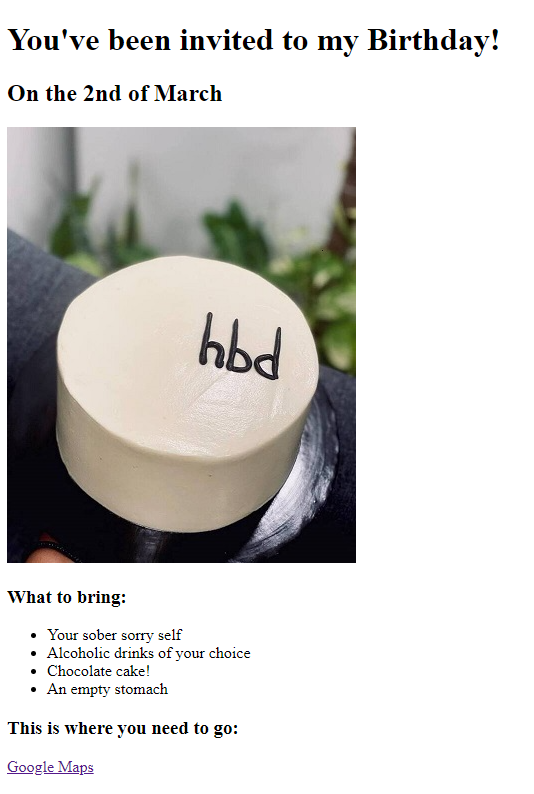 You've been invited to my Birthday!
On the 2nd of March
hbd
What to bring:
Your sober sorry self
Alcoholic drinks of your choice
Chocolate cake!
An empty stomach
This is where you need to go:
Google Maps